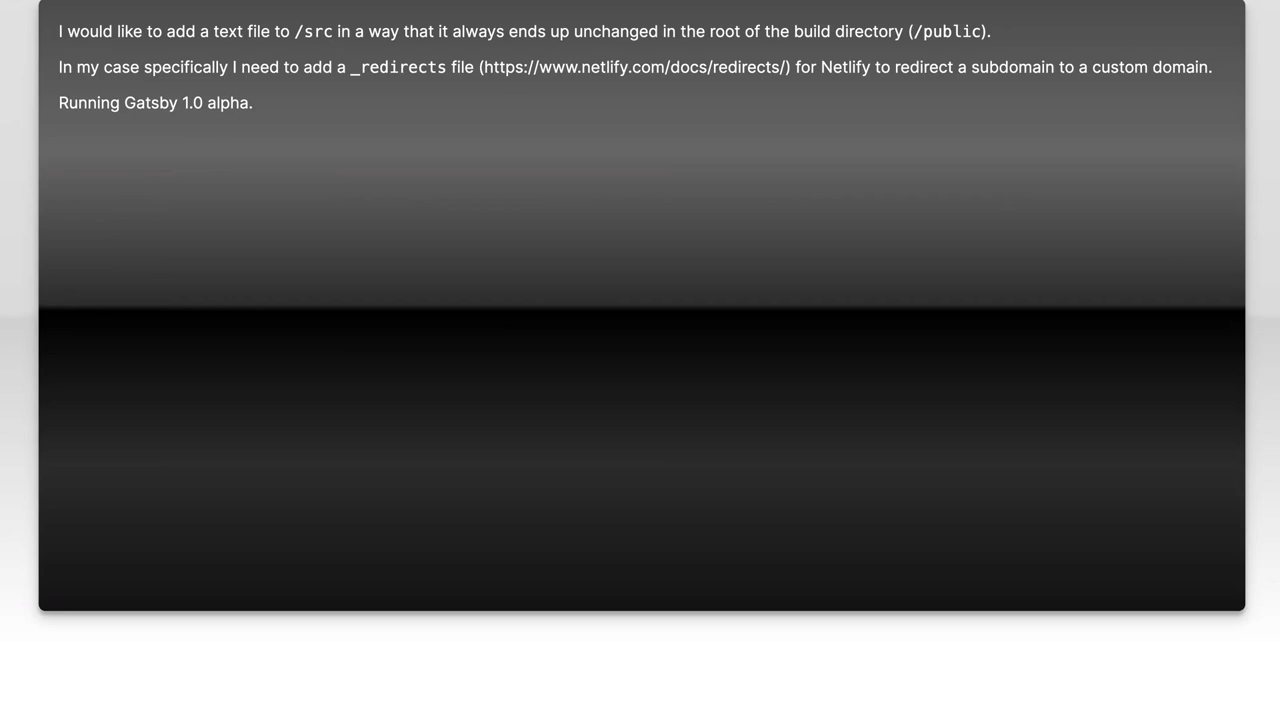 I would like to add a text file to /src in a way that it always ends up unchanged in the root of the build directory (/public).
In my case specifically I need to add a _redirects file (https://www.netlify.com/docs/redirects/) for Netlify to redirect a subdomain to a custom domain.
Running Gatsby 1.0 alpha.